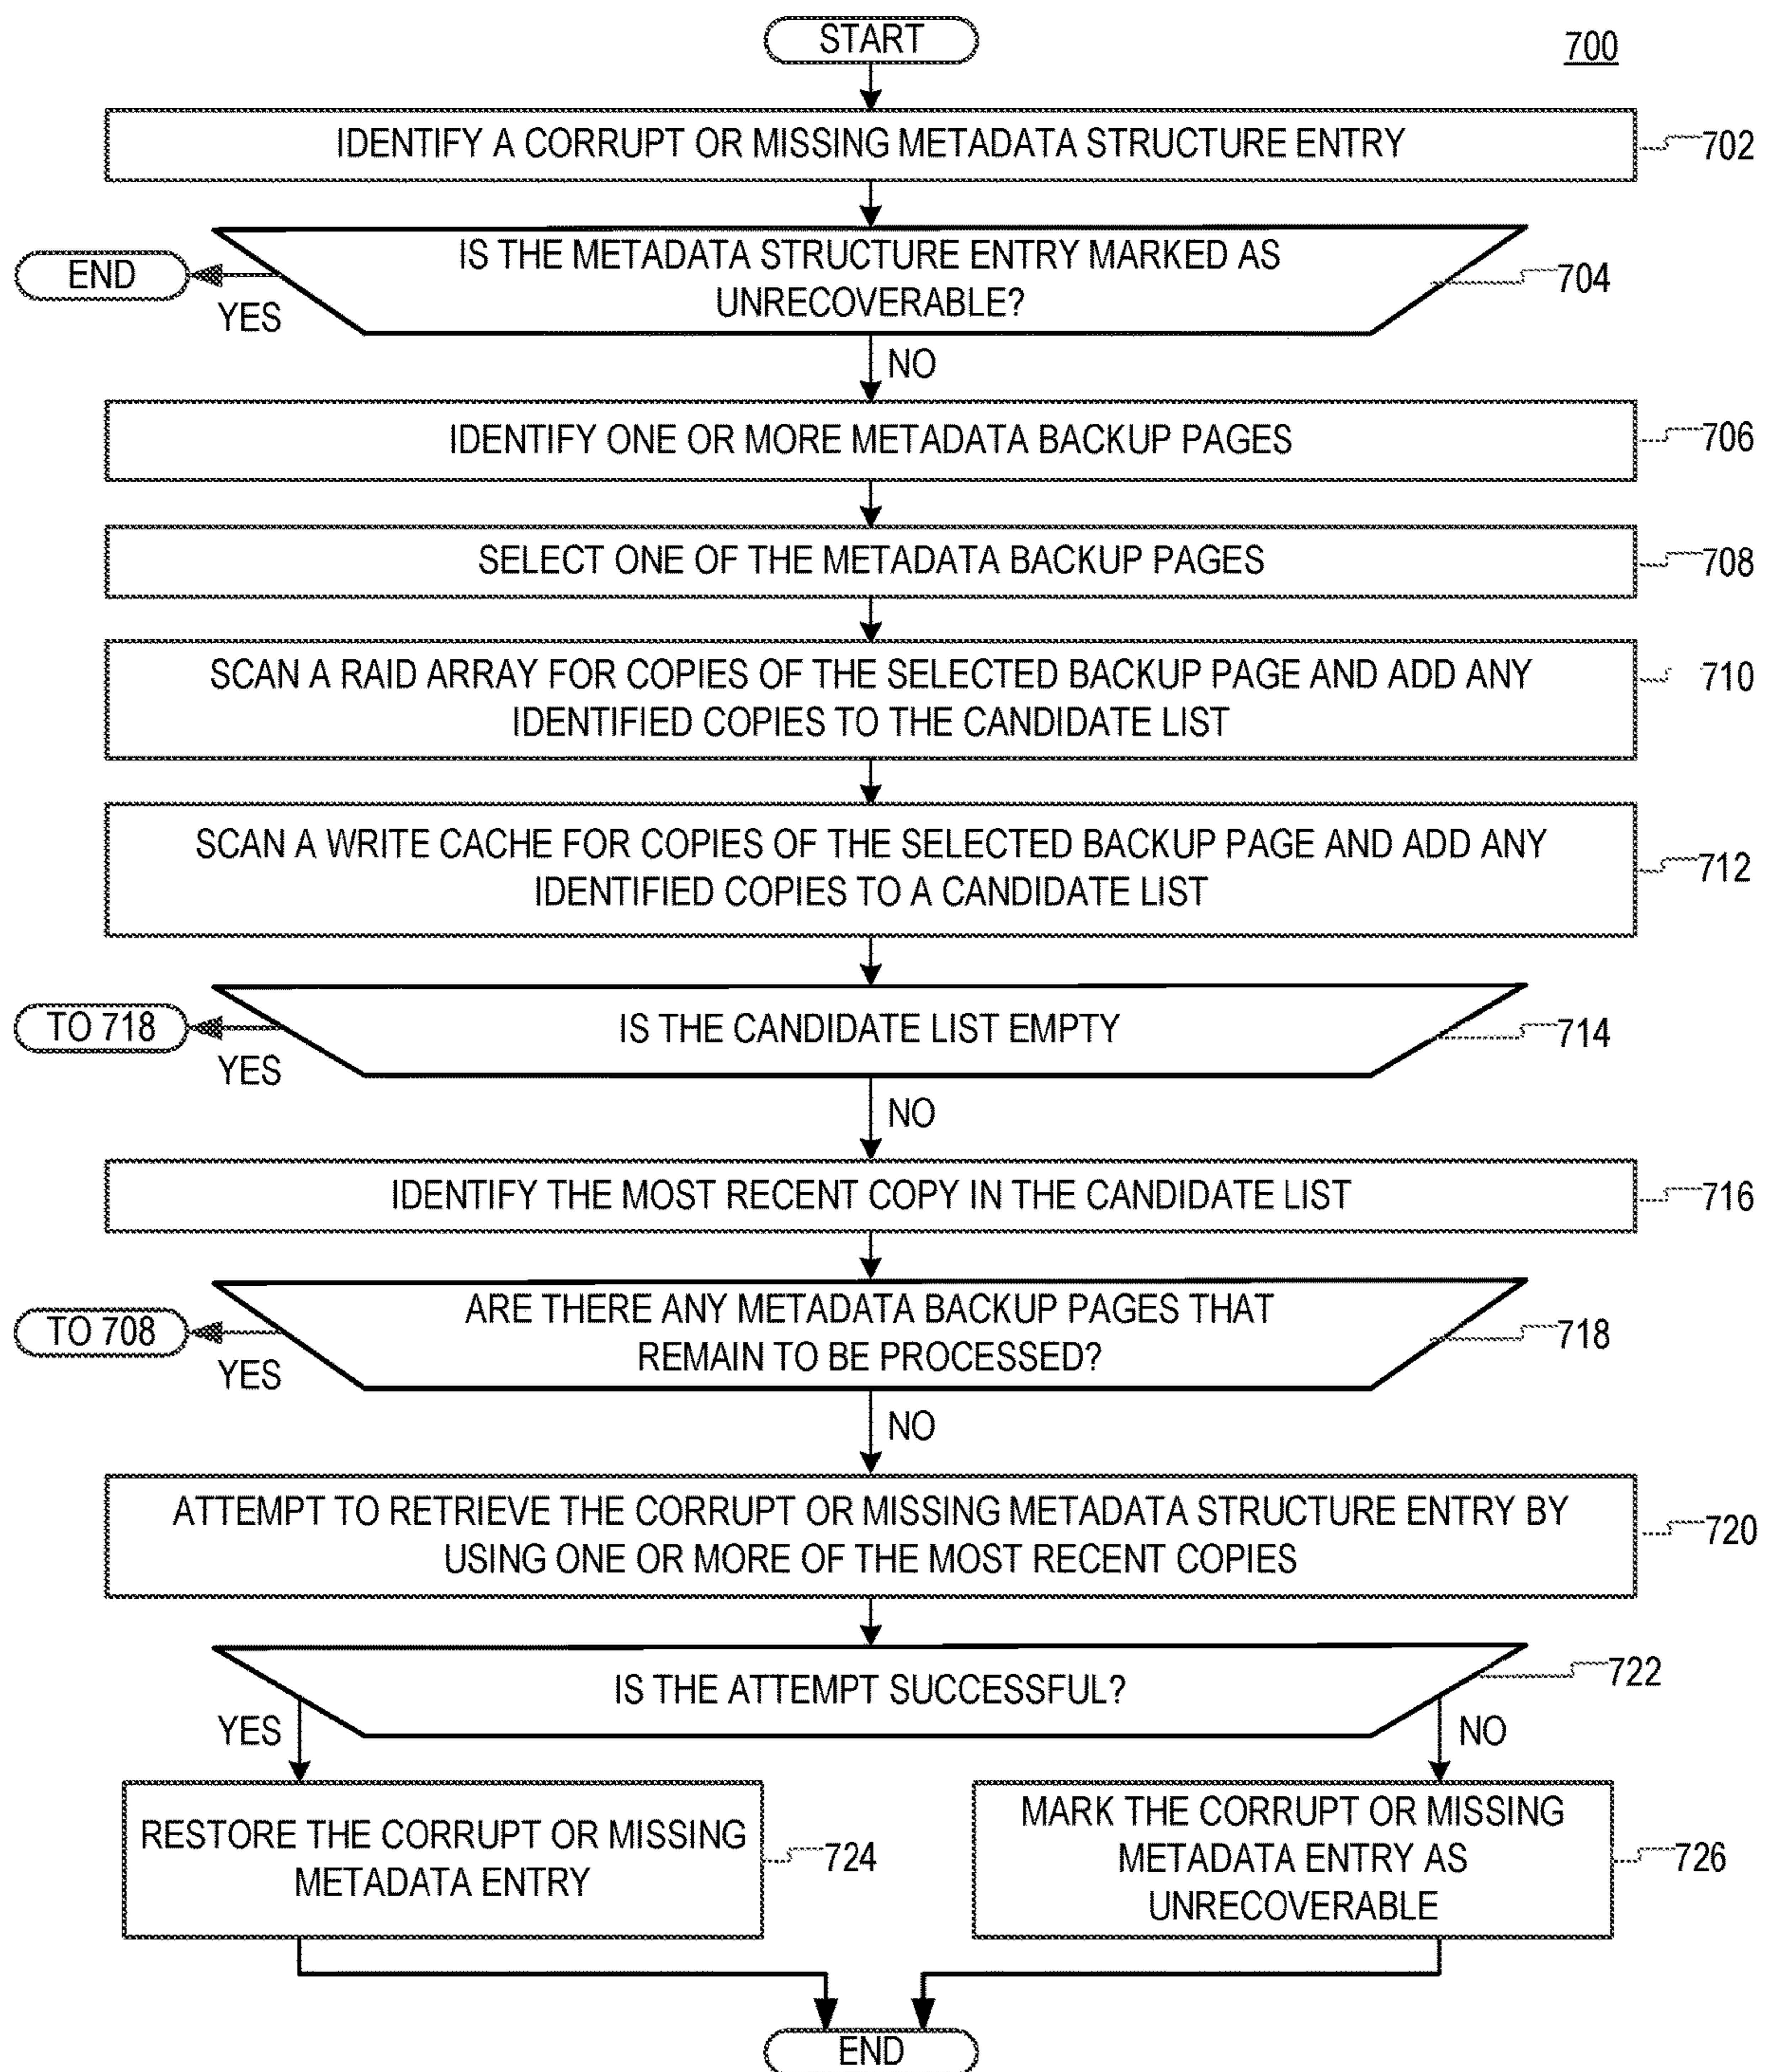 START
700
IDENTIFY A CORRUPT OR MISSING METADATA STRUCTURE ENTRY
702
IS THE METADATA STRUCTURE ENTRY MARKED AS
UNRECOVERABLE?
704
END
YES
NO
IDENTIFY ONE OR MORE METADATA BACKUP PAGES
706
SELECT ONE OF THE METADATA BACKUP PAGES
708
SCAN A RAID ARRAY FOR COPIES OF THE SELECTED BACKUP PAGE AND ADD ANY
IDENTIFIED COPIES TO THE CANDIDATE LIST
710
SCAN A WRITE CACHE FOR COPIES OF THE SELECTED BACKUP PAGE AND ADD ANY
IDENTIFIED COPIES TO A CANDIDATE LIST
712
IS THE CANDIDATE LIST EMPTY
714
TO 718
YES
NO
IDENTIFY THE MOST RECENT COPY IN THE CANDIDATE LIST
716
ARE THERE ANY METADATA BACKUP PAGES THAT
REMAIN TO BE PROCESSED?
718
TO 708
YES
NO
ATTEMPT TO RETRIEVE THE CORRUPT OR MISSING METADATA STRUCTURE ENTRY BY
USING ONE OR MORE OF THE MOST RECENT COPIES
720
IS THE ATTEMPT SUCCESSFUL?
722
YES
NO
RESTORE THE CORRUPT OR MISSING
METADATA ENTRY
724
MARK THE CORRUPT OR MISSING
METADATA ENTRY AS
UNRECOVERABLE
726
END